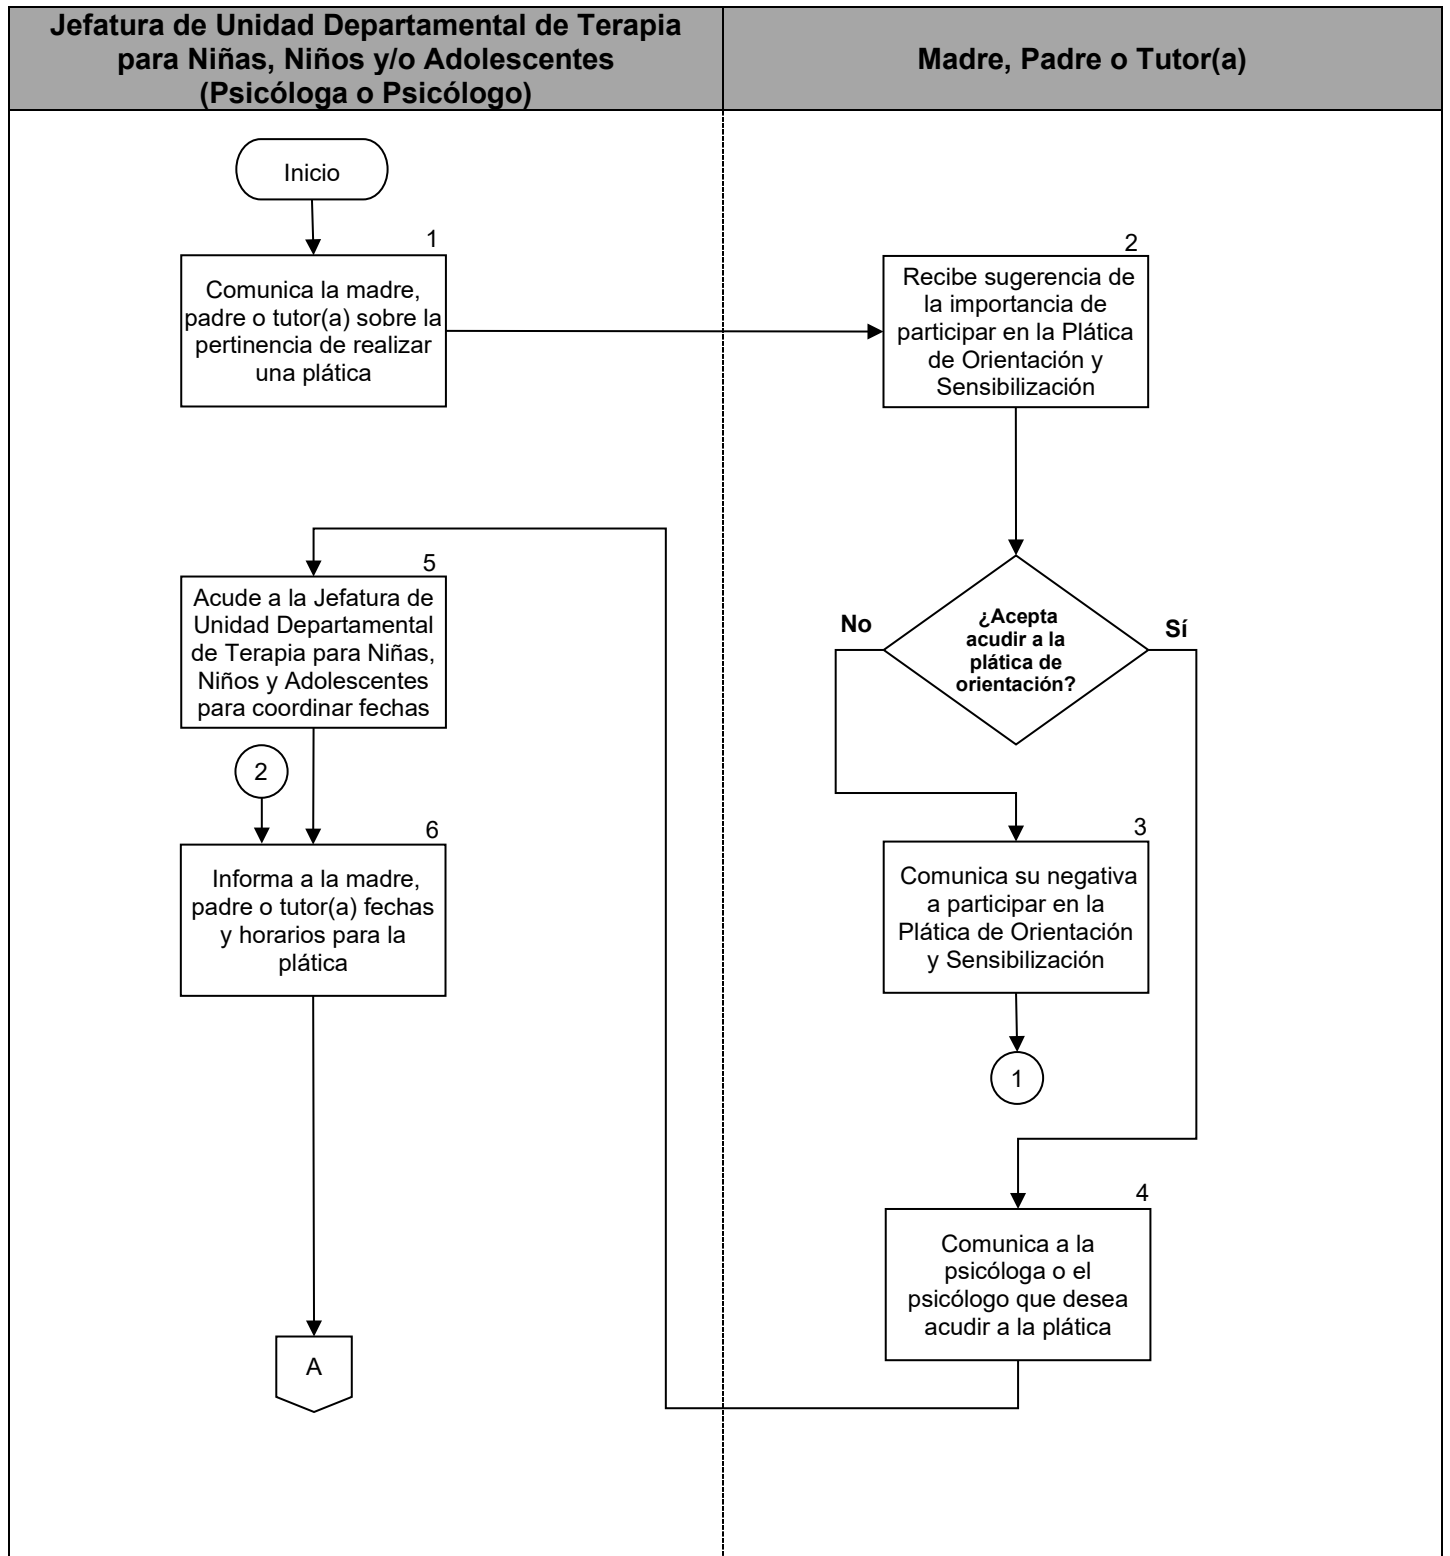 Jefatura de Unidad Departamental de Terapia
para Niñas, Niños y/o Adolescentes
(Psicóloga o Psicólogo)
Madre, Padre o Tutor(a)
Inicio
1
Comunica la madre,
padre o tutor(a) sobre la
pertinencia de realizar
una plática
2
Recibe sugerencia de
la importancia de
participar en la Plática
de Orientación y
Sensibilización
¿Acepta
acudir a la
plática de
orientación?
No
Sí
3
Comunica su negativa
a participar en la
Plática de Orientación
y Sensibilización
1
4
Comunica a la
psicóloga o el
psicólogo que desea
acudir a la plática
5
Acude a la Jefatura de
Unidad Departamental
de Terapia para Niñas,
Niños y Adolescentes
para coordinar fechas
2
6
Informa a la madre,
padre o tutor(a) fechas
y horarios para la
plática
A